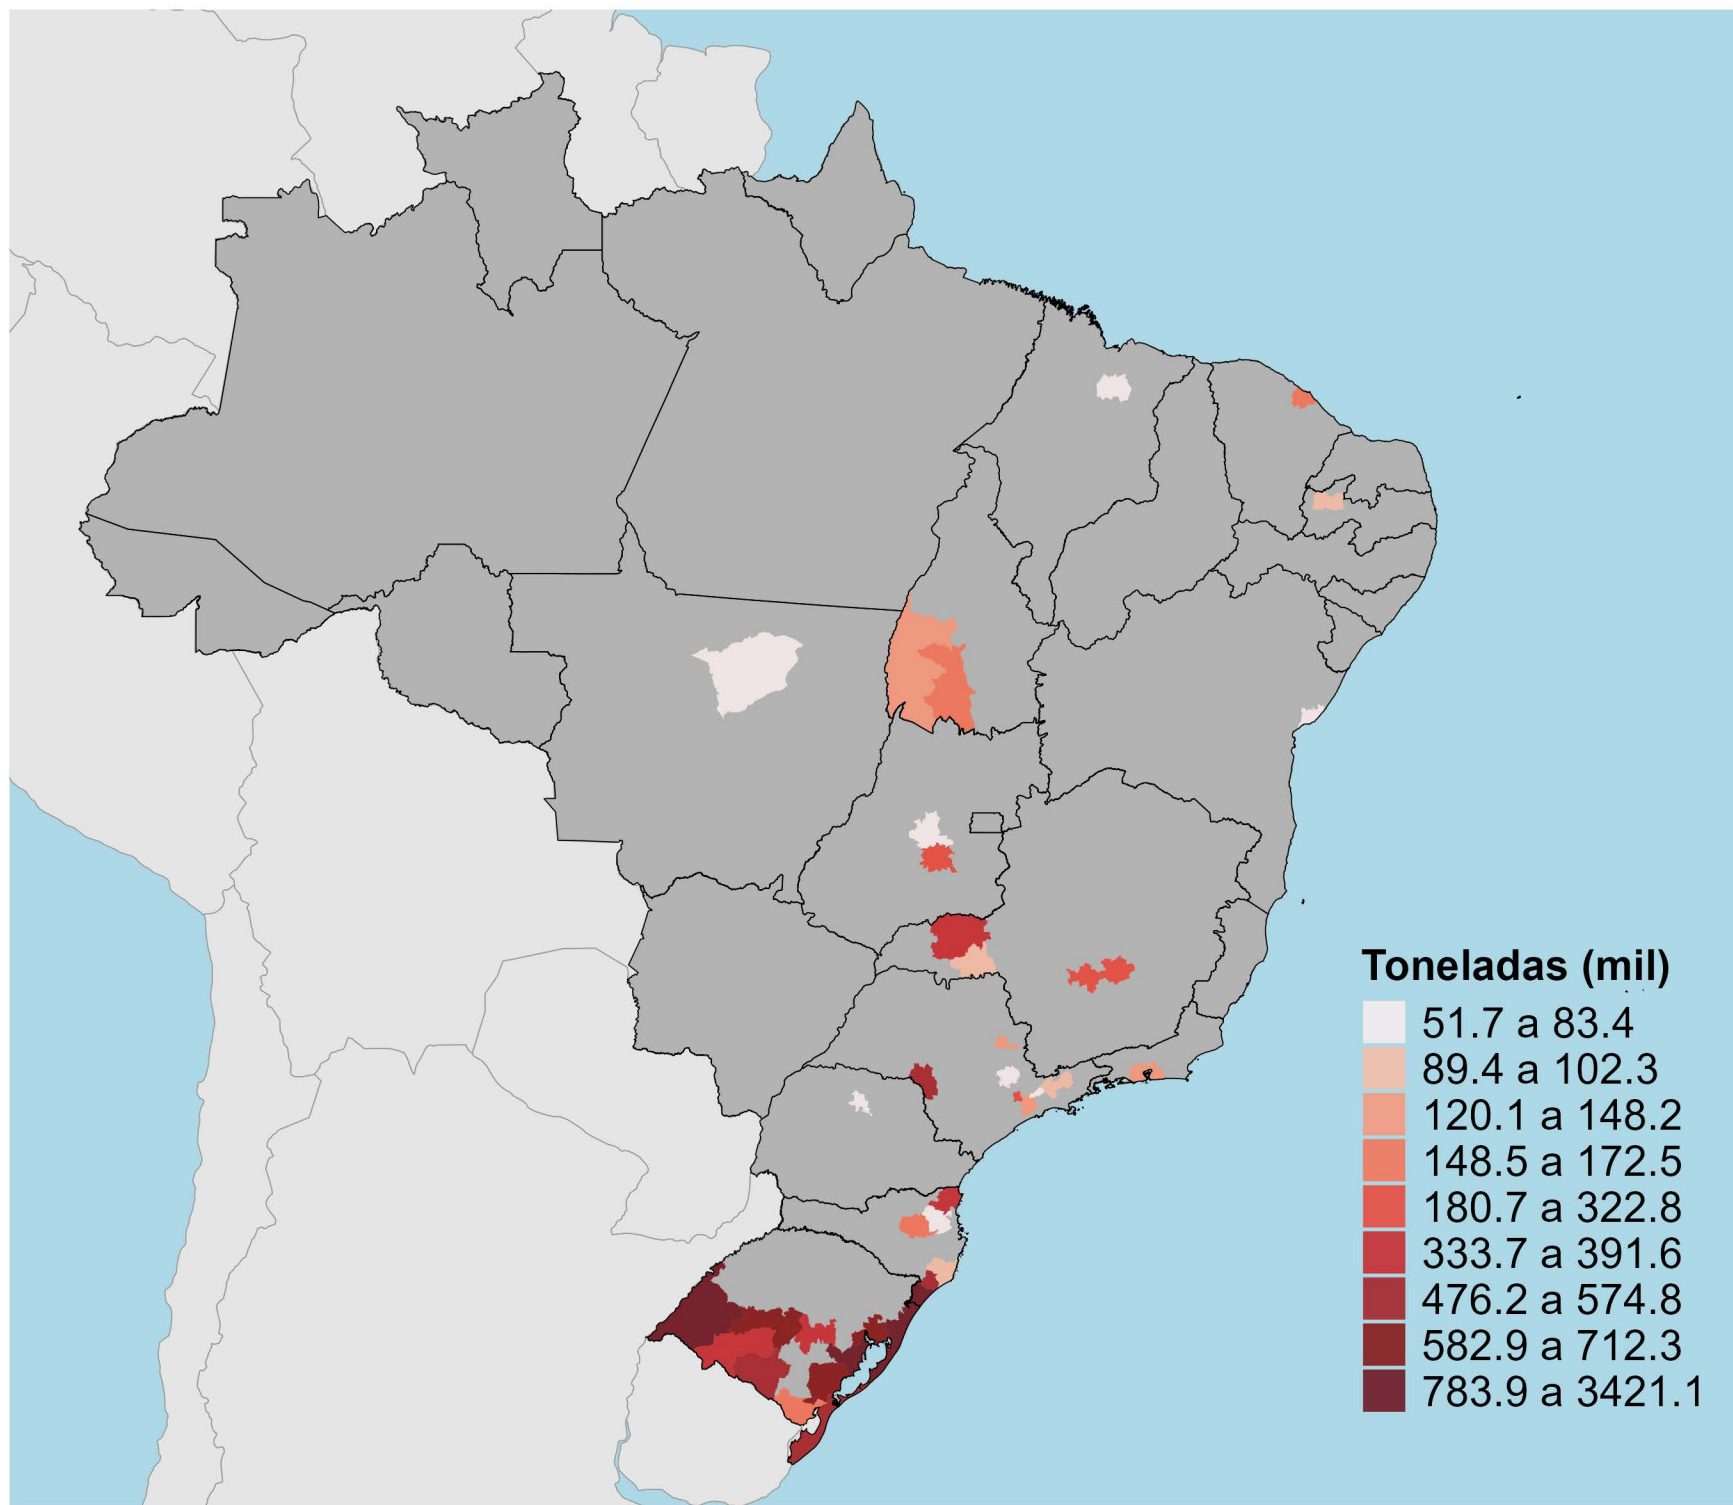 Toneladas (mil)
51.7 a 83.4
89.4 a 102.3
120.1 a 148.2
148.5 a 172.5
180.7 a 322.8
333.7 a 391.6
476.2 a 574.8
582.9 a 712.3
783.9 a 3421.1